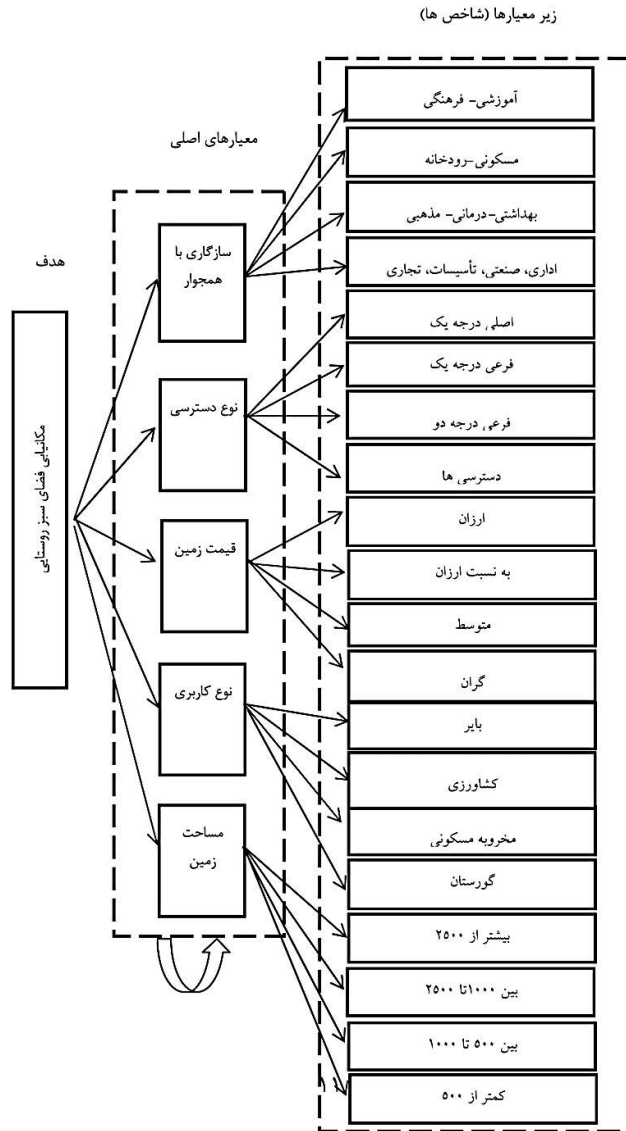 زیر معیارها (شاخص ها)
معیارهای اصلی
هدف
مکانیابی فضای سبز روستایی
سازگاری با
همجوار
نوع دسترسی
قیمت زمین
نوع کاربری
مساحت
زمین
آموزشی- فرهنگی
مسکونی-رودخانه
بهداشتی-درمانی- مذهبی
اداری، صنعتی، تأسیسات، تجاری
اصلی درجه یک
فرعی درجه یک
فرعی درجه دو
دسترسی ها
ارزان
به نسبت ارزان
متوسط
گران
بایر
کشاورزی
مخروبه مسکونی
گورستان
بیشتر از ۲۵۰۰
بین ۱۰۰۰تا ۲۵۰۰
بین ۵۰۰ تا ۱۰۰۰
کمتر از ۵۰۰